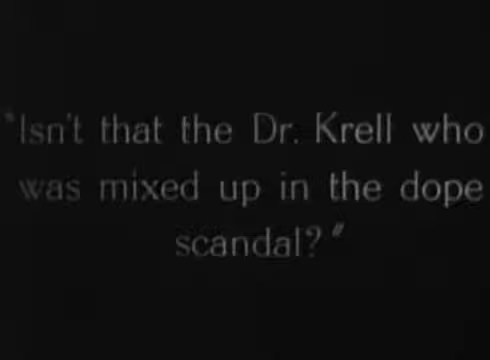 "Isn't that the Dr. Krell who
was mixed up in the dope
scandal?"